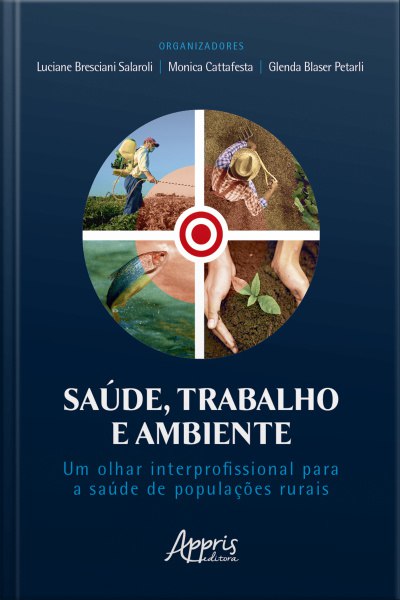 ORGANIZADORES
Luciane Bresciani Salaroli | Monica Cattafesta | Glenda Blaser Petarli
SAÚDE, TRABALHO
E AMBIENTE
Um olhar interprofissional para
a saúde de populações rurais
Appris
editora